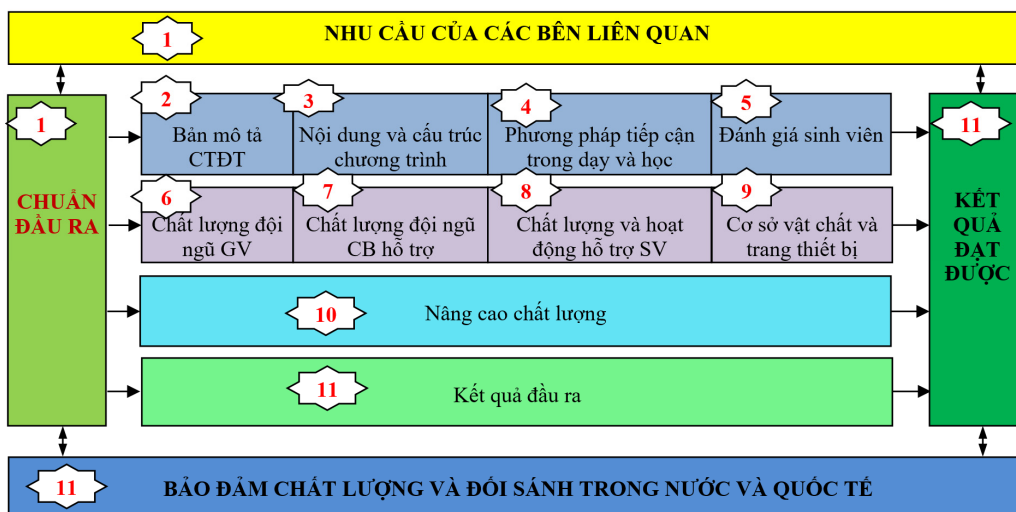 1
NHU CẦU CỦA CÁC BÊN LIÊN QUAN
1
CHUẨN
ĐẦU RA
2
Bản mô tả
CTĐT
3
Nội dung và cấu trúc
chương trình
4
Phương pháp tiếp cận
trong dạy và học
5
Đánh giá sinh viên
6
Chất lượng đội
ngũ GV
7
Chất lượng đội ngũ
CB hỗ trợ
8
Chất lượng và hoạt
động hỗ trợ SV
9
Cơ sở vật chất và
trang thiết bị
10
Nâng cao chất lượng
11
Kết quả đầu ra
11
KẾT
QUẢ
ĐẠT
ĐƯỢC
11
BẢO ĐẢM CHẤT LƯỢNG VÀ ĐỐI SÁNH TRONG NƯỚC VÀ QUỐC TẾ